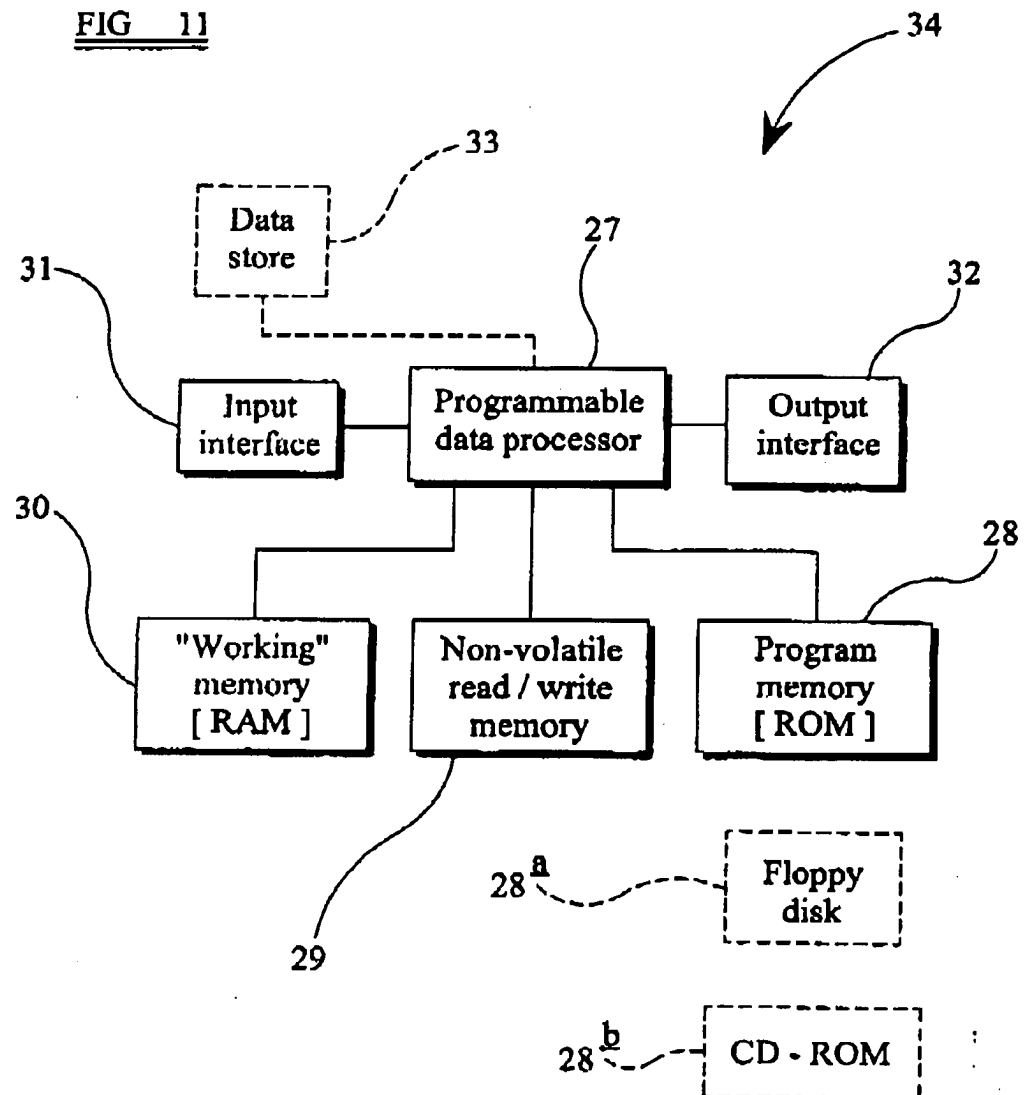 FIG 11
34
33
Data
store
27
31
32
Input
interface
Programmable
data processor
Output
interface
30
28
"Working"
memory
[ RAM ]
Non-volatile
read / write
memory
Program
memory
[ ROM ]
28a
Floppy
disk
29
28b
CD - ROM